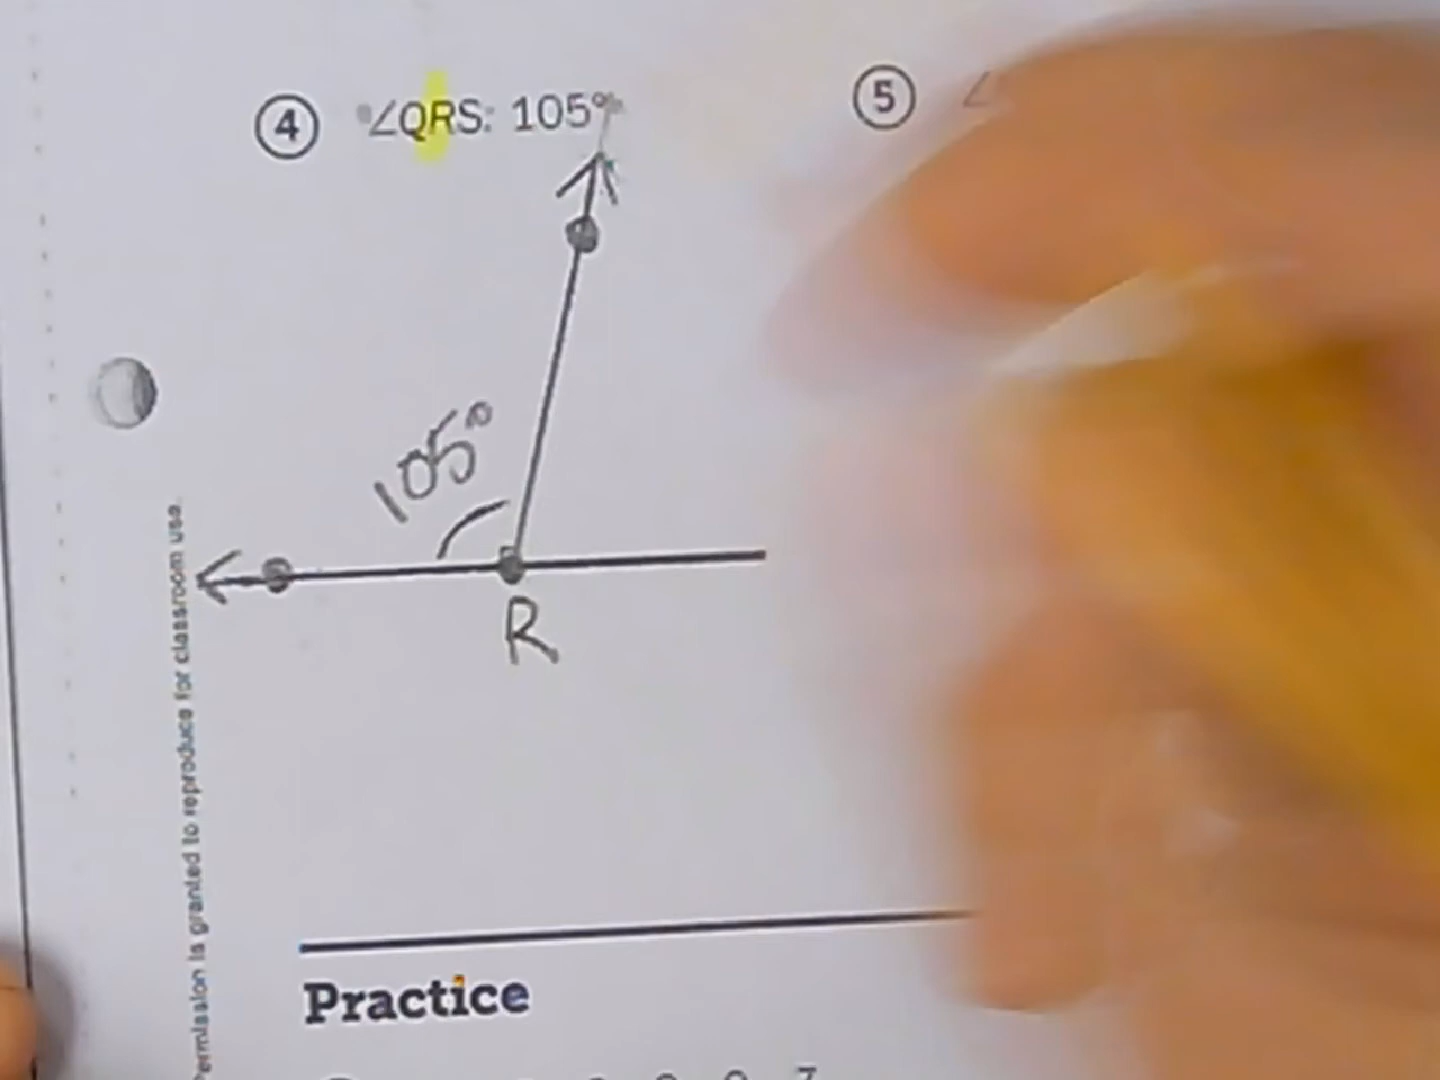 4 ∠QRS: 105°
5 ∠
105°
R
Permission is granted to reproduce for classroom use.
Practice